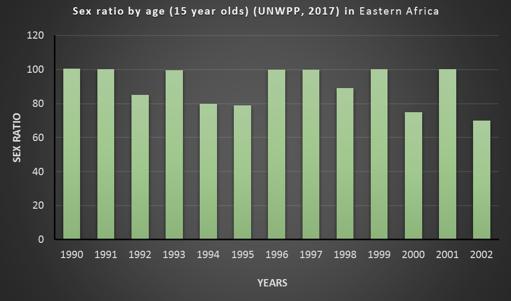 Sex ratio by age (15 year olds) (UNWPP, 2017) in Eastern Africa
120
100
80
60
40
20
0
SEX RATIO
1990 1991 1992 1993 1994 1995 1996 1997 1998 1999 2000 2001 2002
YEARS